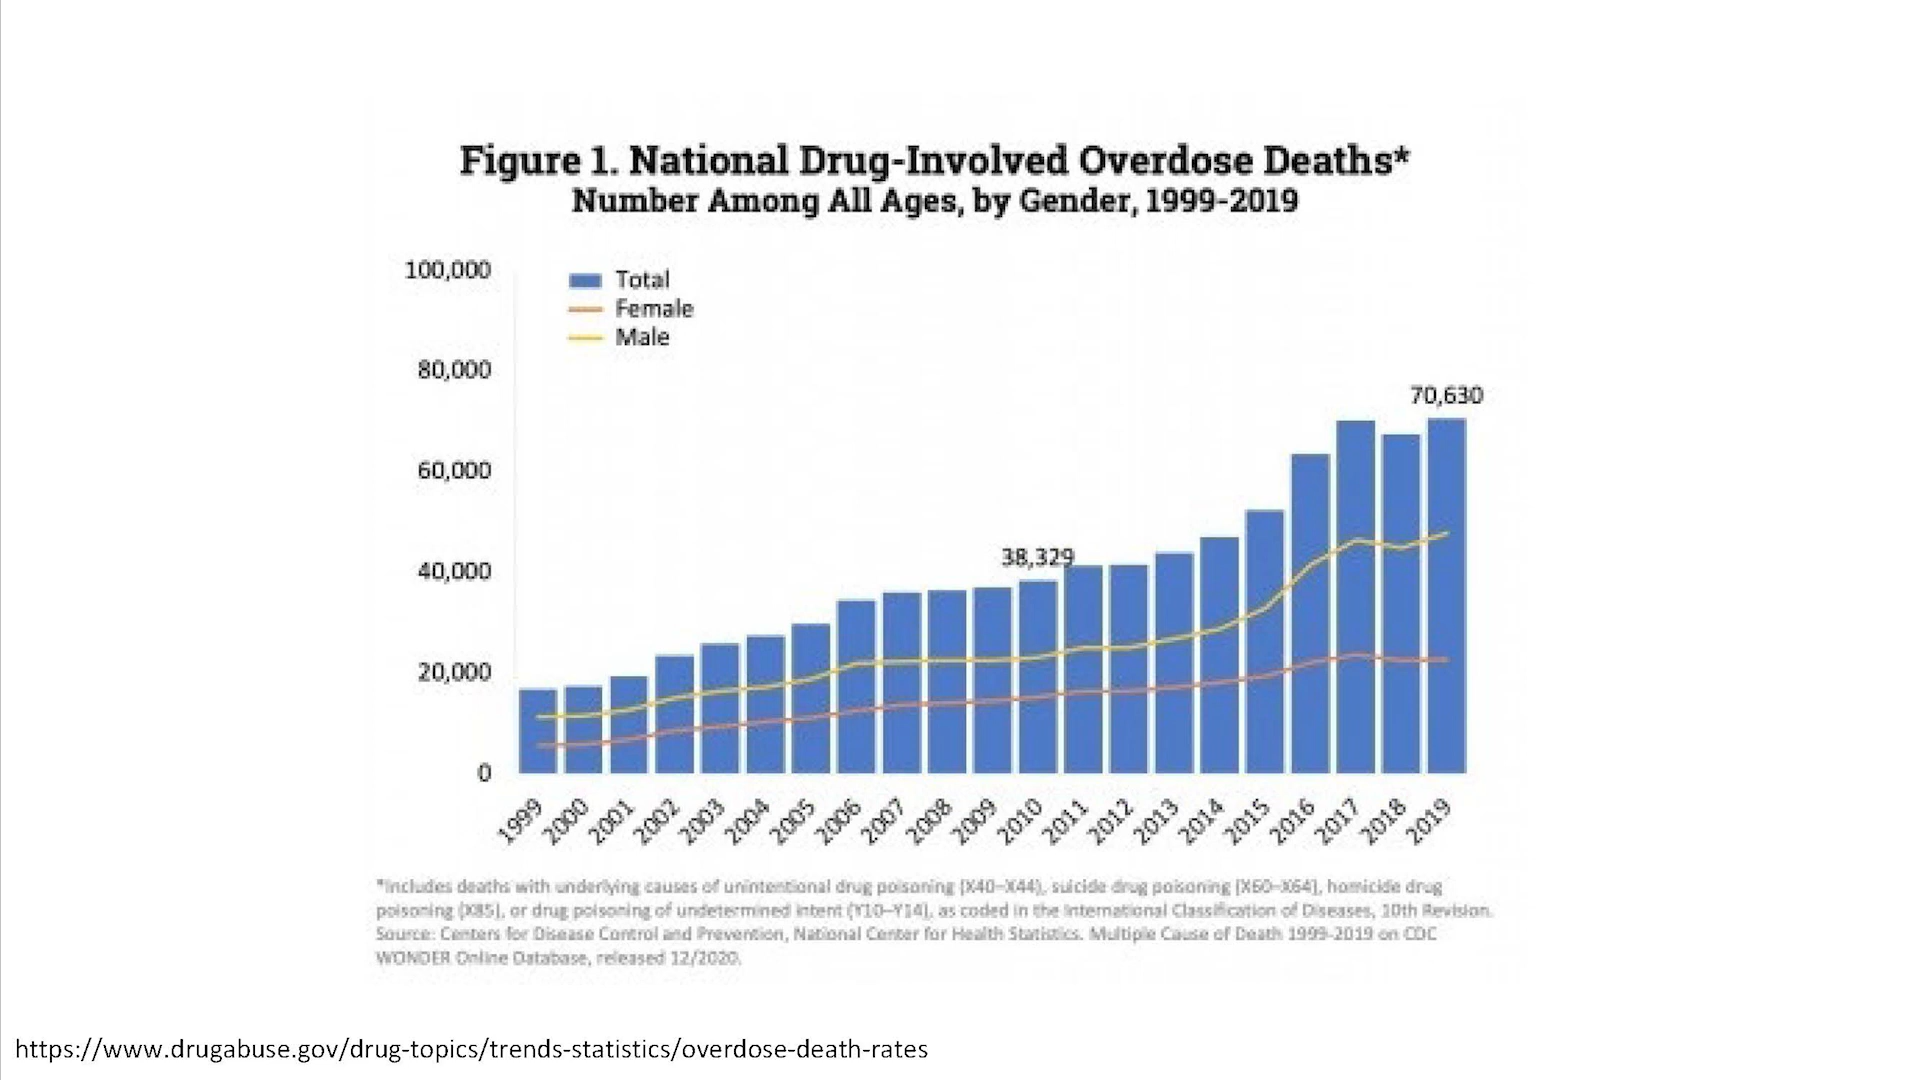 Figure 1. National Drug-Involved Overdose Deaths*
Number Among All Ages, by Gender, 1999-2019
100,000
80,000
60,000
40,000
20,000
0
Total
Female
Male
38,329
70,630
1999
2000
2001
2002
2003
2004
2005
2006
2007
2008
2009
2010
2011
2012
2013
2014
2015
2016
2017
2018
2019
*Includes deaths with underlying causes of unintentional drug poisoning (X40–X44), suicide drug poisoning (X60–X64), homicide drug
poisoning (X85), or drug poisoning of undetermined intent (Y10–Y14), as coded in the International Classification of Diseases, 10th Revision.
Source: Centers for Disease Control and Prevention, National Center for Health Statistics. Multiple Cause of Death 1999-2019 on CDC
WONDER Online Database, released 12/2020.
https://www.drugabuse.gov/drug-topics/trends-statistics/overdose-death-rates